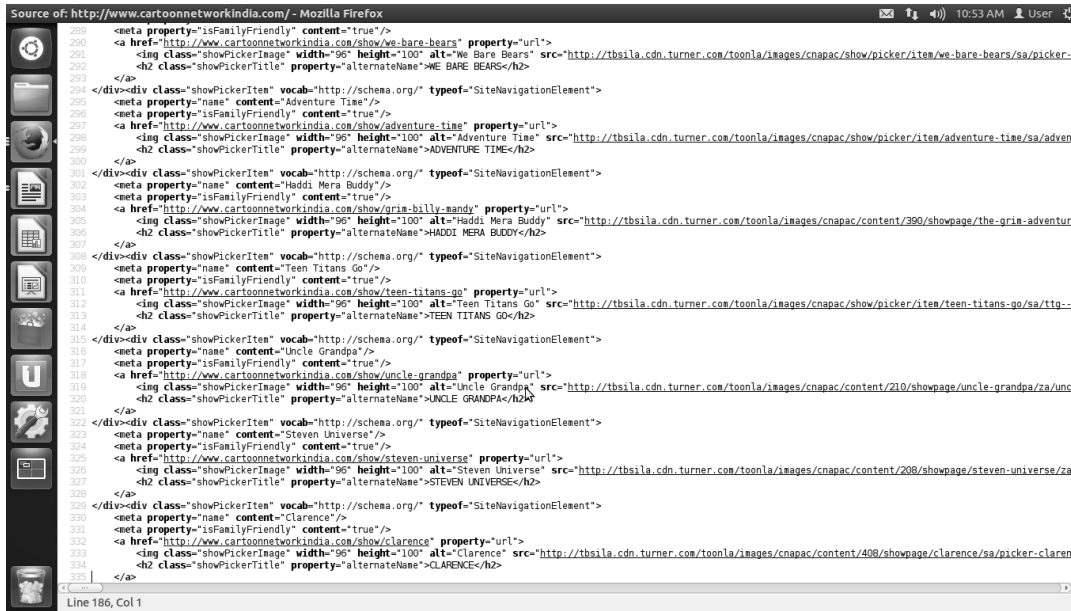 Source of: http://www.cartoonnetworkindia.com/ - Mozilla Firefox
10:53 AM User
289 <meta property="isFamilyFriendly" content="true"/>
290 <a href="http://www.cartoonnetworkindia.com/show/we-bare-bears" property="url">
291 <img class="showPickerImage" width="96" height="100" alt="We Bare Bears" src="http://tbsila.cdn.turner.com/toonla/images/cnapac/show/picker/item/we-bare-bears/sa/picker-
292 <h2 class="showPickerTitle" property="alternateName">WE BARE BEARS</h2>
293 </a>
294 </div><div class="showPickerItem" vocab="http://schema.org/" typeof="SiteNavigationElement">
295 <meta property="name" content="Adventure Time"/>
296 <meta property="isFamilyFriendly" content="true"/>
297 <a href="http://www.cartoonnetworkindia.com/show/adventure-time" property="url">
298 <img class="showPickerImage" width="96" height="100" alt="Adventure Time" src="http://tbsila.cdn.turner.com/toonla/images/cnapac/show/picker/item/adventure-time/sa/adven
299 <h2 class="showPickerTitle" property="alternateName">ADVENTURE TIME</h2>
300 </a>
301 </div><div class="showPickerItem" vocab="http://schema.org/" typeof="SiteNavigationElement">
302 <meta property="name" content="Haddi Mera Buddy"/>
303 <meta property="isFamilyFriendly" content="true"/>
304 <a href="http://www.cartoonnetworkindia.com/show/grim-billy-mandy" property="url">
305 <img class="showPickerImage" width="96" height="100" alt="Haddi Mera Buddy" src="http://tbsila.cdn.turner.com/toonla/images/cnapac/content/390/showpage/the-grim-adventur
306 <h2 class="showPickerTitle" property="alternateName">HADDI MERA BUDDY</h2>
307 </a>
308 </div><div class="showPickerItem" vocab="http://schema.org/" typeof="SiteNavigationElement">
309 <meta property="name" content="Teen Titans Go"/>
310 <meta property="isFamilyFriendly" content="true"/>
311 <a href="http://www.cartoonnetworkindia.com/show/teen-titans-go" property="url">
312 <img class="showPickerImage" width="96" height="100" alt="Teen Titans Go" src="http://tbsila.cdn.turner.com/toonla/images/cnapac/show/picker/item/teen-titans-go/sa/ttg--
313 <h2 class="showPickerTitle" property="alternateName">TEEN TITANS GO</h2>
314 </a>
315 </div><div class="showPickerItem" vocab="http://schema.org/" typeof="SiteNavigationElement">
316 <meta property="name" content="Uncle Grandpa"/>
317 <meta property="isFamilyFriendly" content="true"/>
318 <a href="http://www.cartoonnetworkindia.com/show/uncle-grandpa" property="url">
319 <img class="showPickerImage" width="96" height="100" alt="Uncle Grandpa" src="http://tbsila.cdn.turner.com/toonla/images/cnapac/content/210/showpage/uncle-grandpa/za/unc
320 <h2 class="showPickerTitle" property="alternateName">UNCLE GRANDPA</h2>
321 </a>
322 </div><div class="showPickerItem" vocab="http://schema.org/" typeof="SiteNavigationElement">
323 <meta property="name" content="Steven Universe"/>
324 <meta property="isFamilyFriendly" content="true"/>
325 <a href="http://www.cartoonnetworkindia.com/show/steven-universe" property="url">
326 <img class="showPickerImage" width="96" height="100" alt="Steven Universe" src="http://tbsila.cdn.turner.com/toonla/images/cnapac/content/208/showpage/steven-universe/za
327 <h2 class="showPickerTitle" property="alternateName">STEVEN UNIVERSE</h2>
328 </a>
329 </div><div class="showPickerItem" vocab="http://schema.org/" typeof="SiteNavigationElement">
330 <meta property="name" content="Clarence"/>
331 <meta property="isFamilyFriendly" content="true"/>
332 <a href="http://www.cartoonnetworkindia.com/show/clarence" property="url">
333 <img class="showPickerImage" width="96" height="100" alt="Clarence" src="http://tbsila.cdn.turner.com/toonla/images/cnapac/content/408/showpage/clarence/sa/picker-claren
334 <h2 class="showPickerTitle" property="alternateName">CLARENCE</h2>
335 </a>
Line 186, Col 1